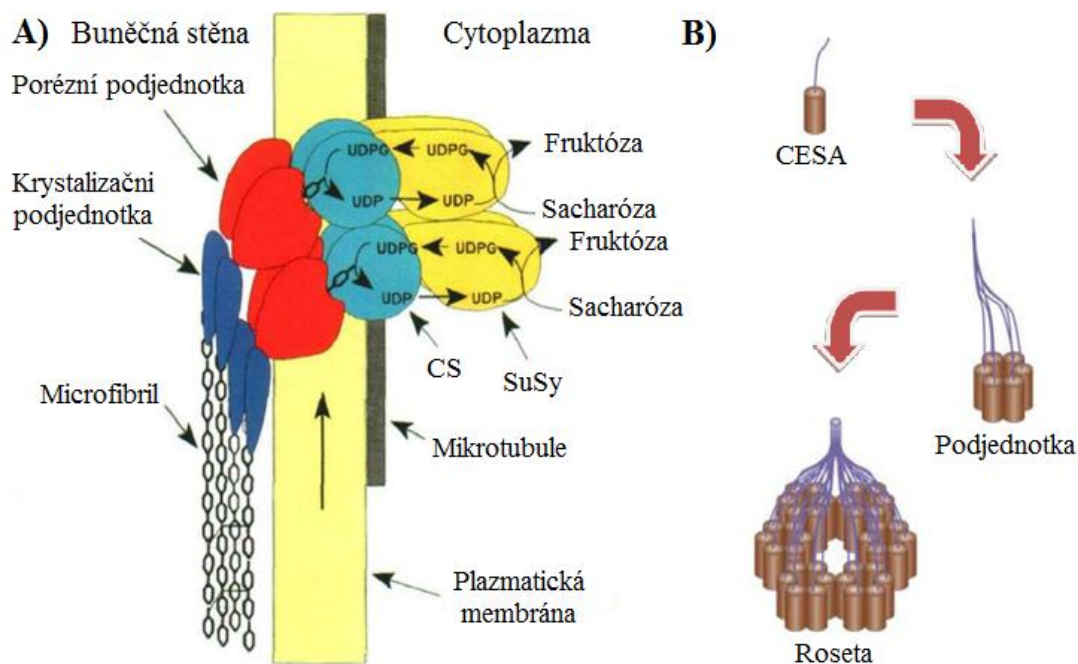 A) Buněčná stěna
Cytoplazma
Porézní podjednotka
Krystalizačni
podjednotka
Microfibril
UDPG
UDPG
UDP
UDP
Fruktóza
Sacharóza
UDPG
UDPG
UDP
UDP
Fruktóza
Sacharóza
CS
SuSy
Mikrotubule
Plazmatická
membrána
B)
CESA
Podjednotka
Roseta